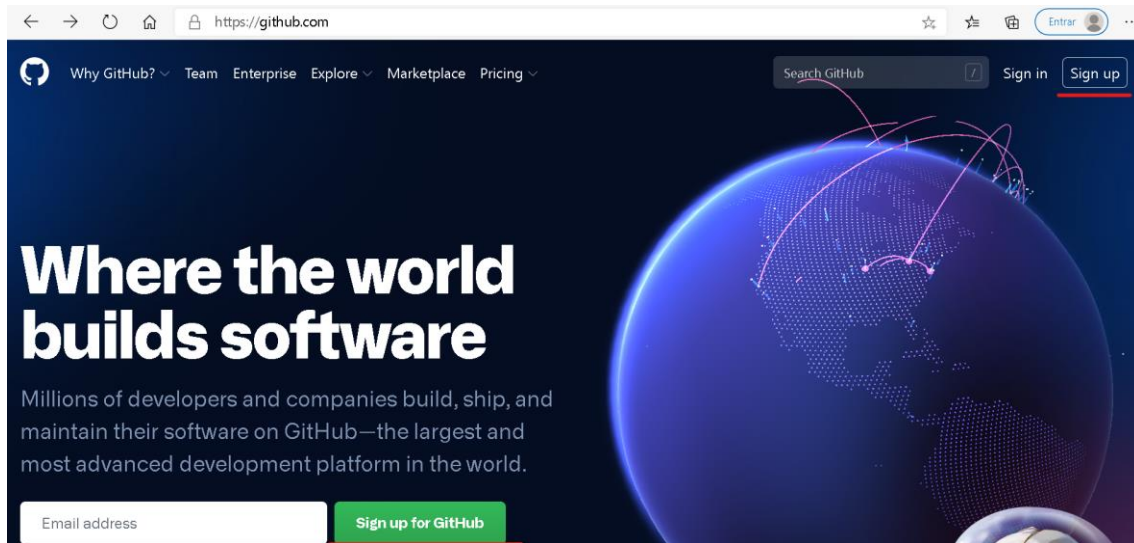 https://github.com
Entrar
Why GitHub? Team Enterprise Explore Marketplace Pricing
Search GitHub
/
Sign in
Sign up
Where the world
builds software
Millions of developers and companies build, ship, and
maintain their software on GitHub—the largest and
most advanced development platform in the world.
Email address
Sign up for GitHub